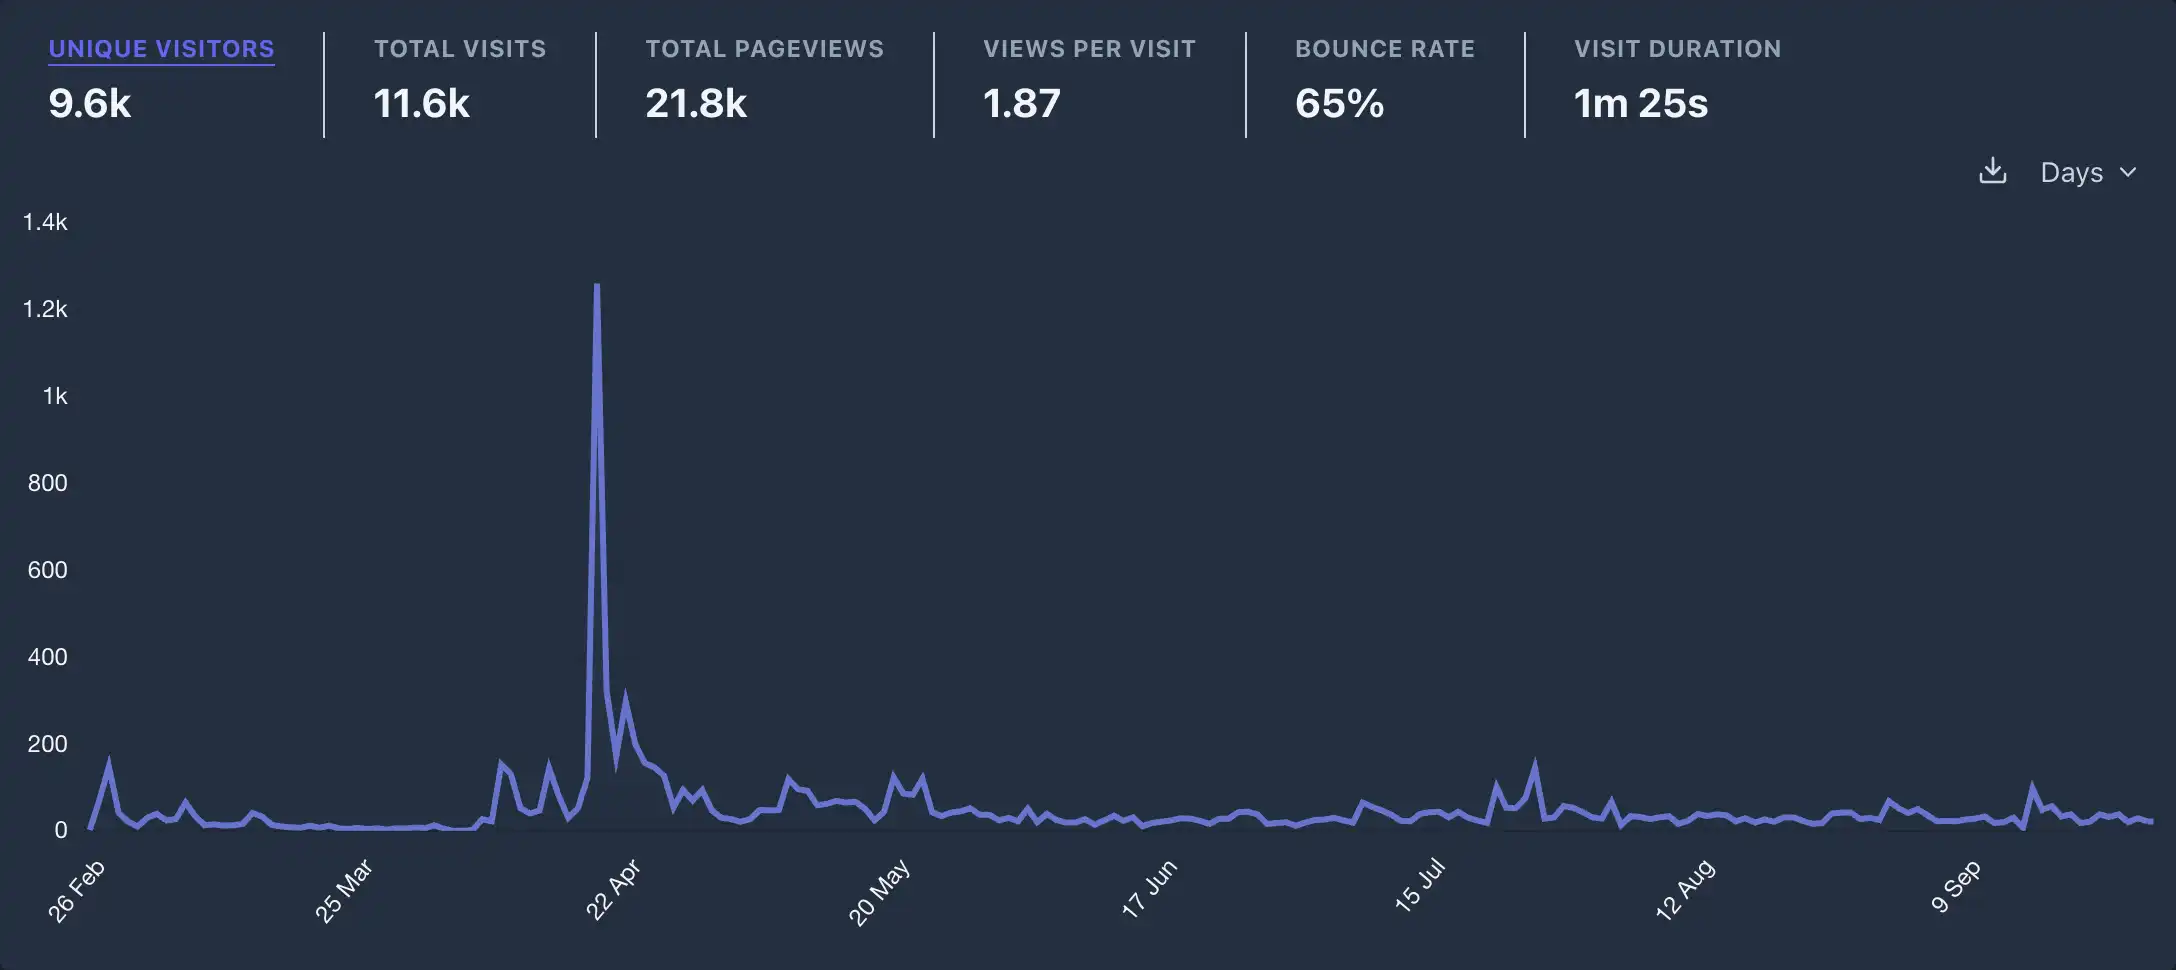 UNIQUE VISITORS
9.6k
TOTAL VISITS
11.6k
TOTAL PAGEVIEWS
21.8k
VIEWS PER VISIT
1.87
BOUNCE RATE
65%
VISIT DURATION
1m 25s
Days
1.4k
1.2k
1k
800
600
400
200
0
26 Feb
25 Mar
22 Apr
20 May
17 Jun
15 Jul
12 Aug
9 Sep